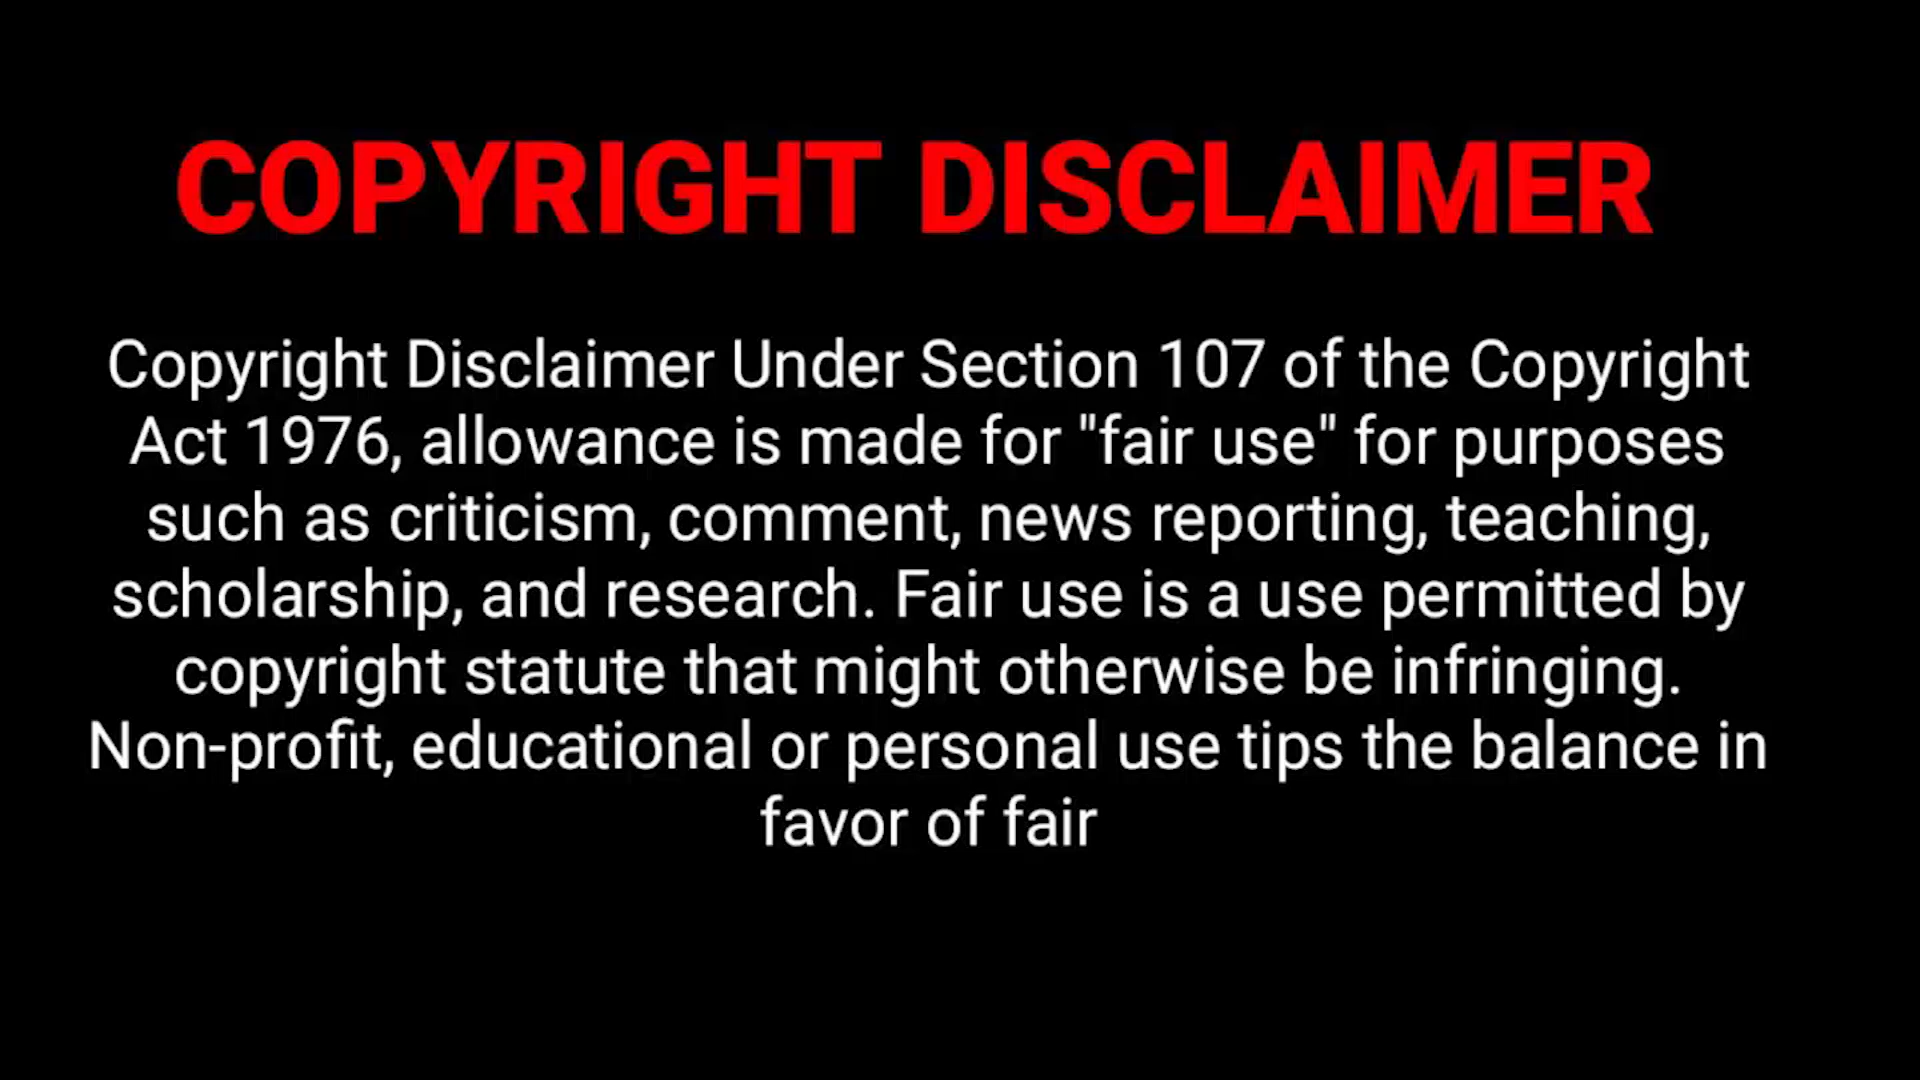 COPYRIGHT DISCLAIMER
Copyright Disclaimer Under Section 107 of the Copyright
Act 1976, allowance is made for "fair use" for purposes
such as criticism, comment, news reporting, teaching,
scholarship, and research. Fair use is a use permitted by
copyright statute that might otherwise be infringing.
Non-profit, educational or personal use tips the balance in
favor of fair